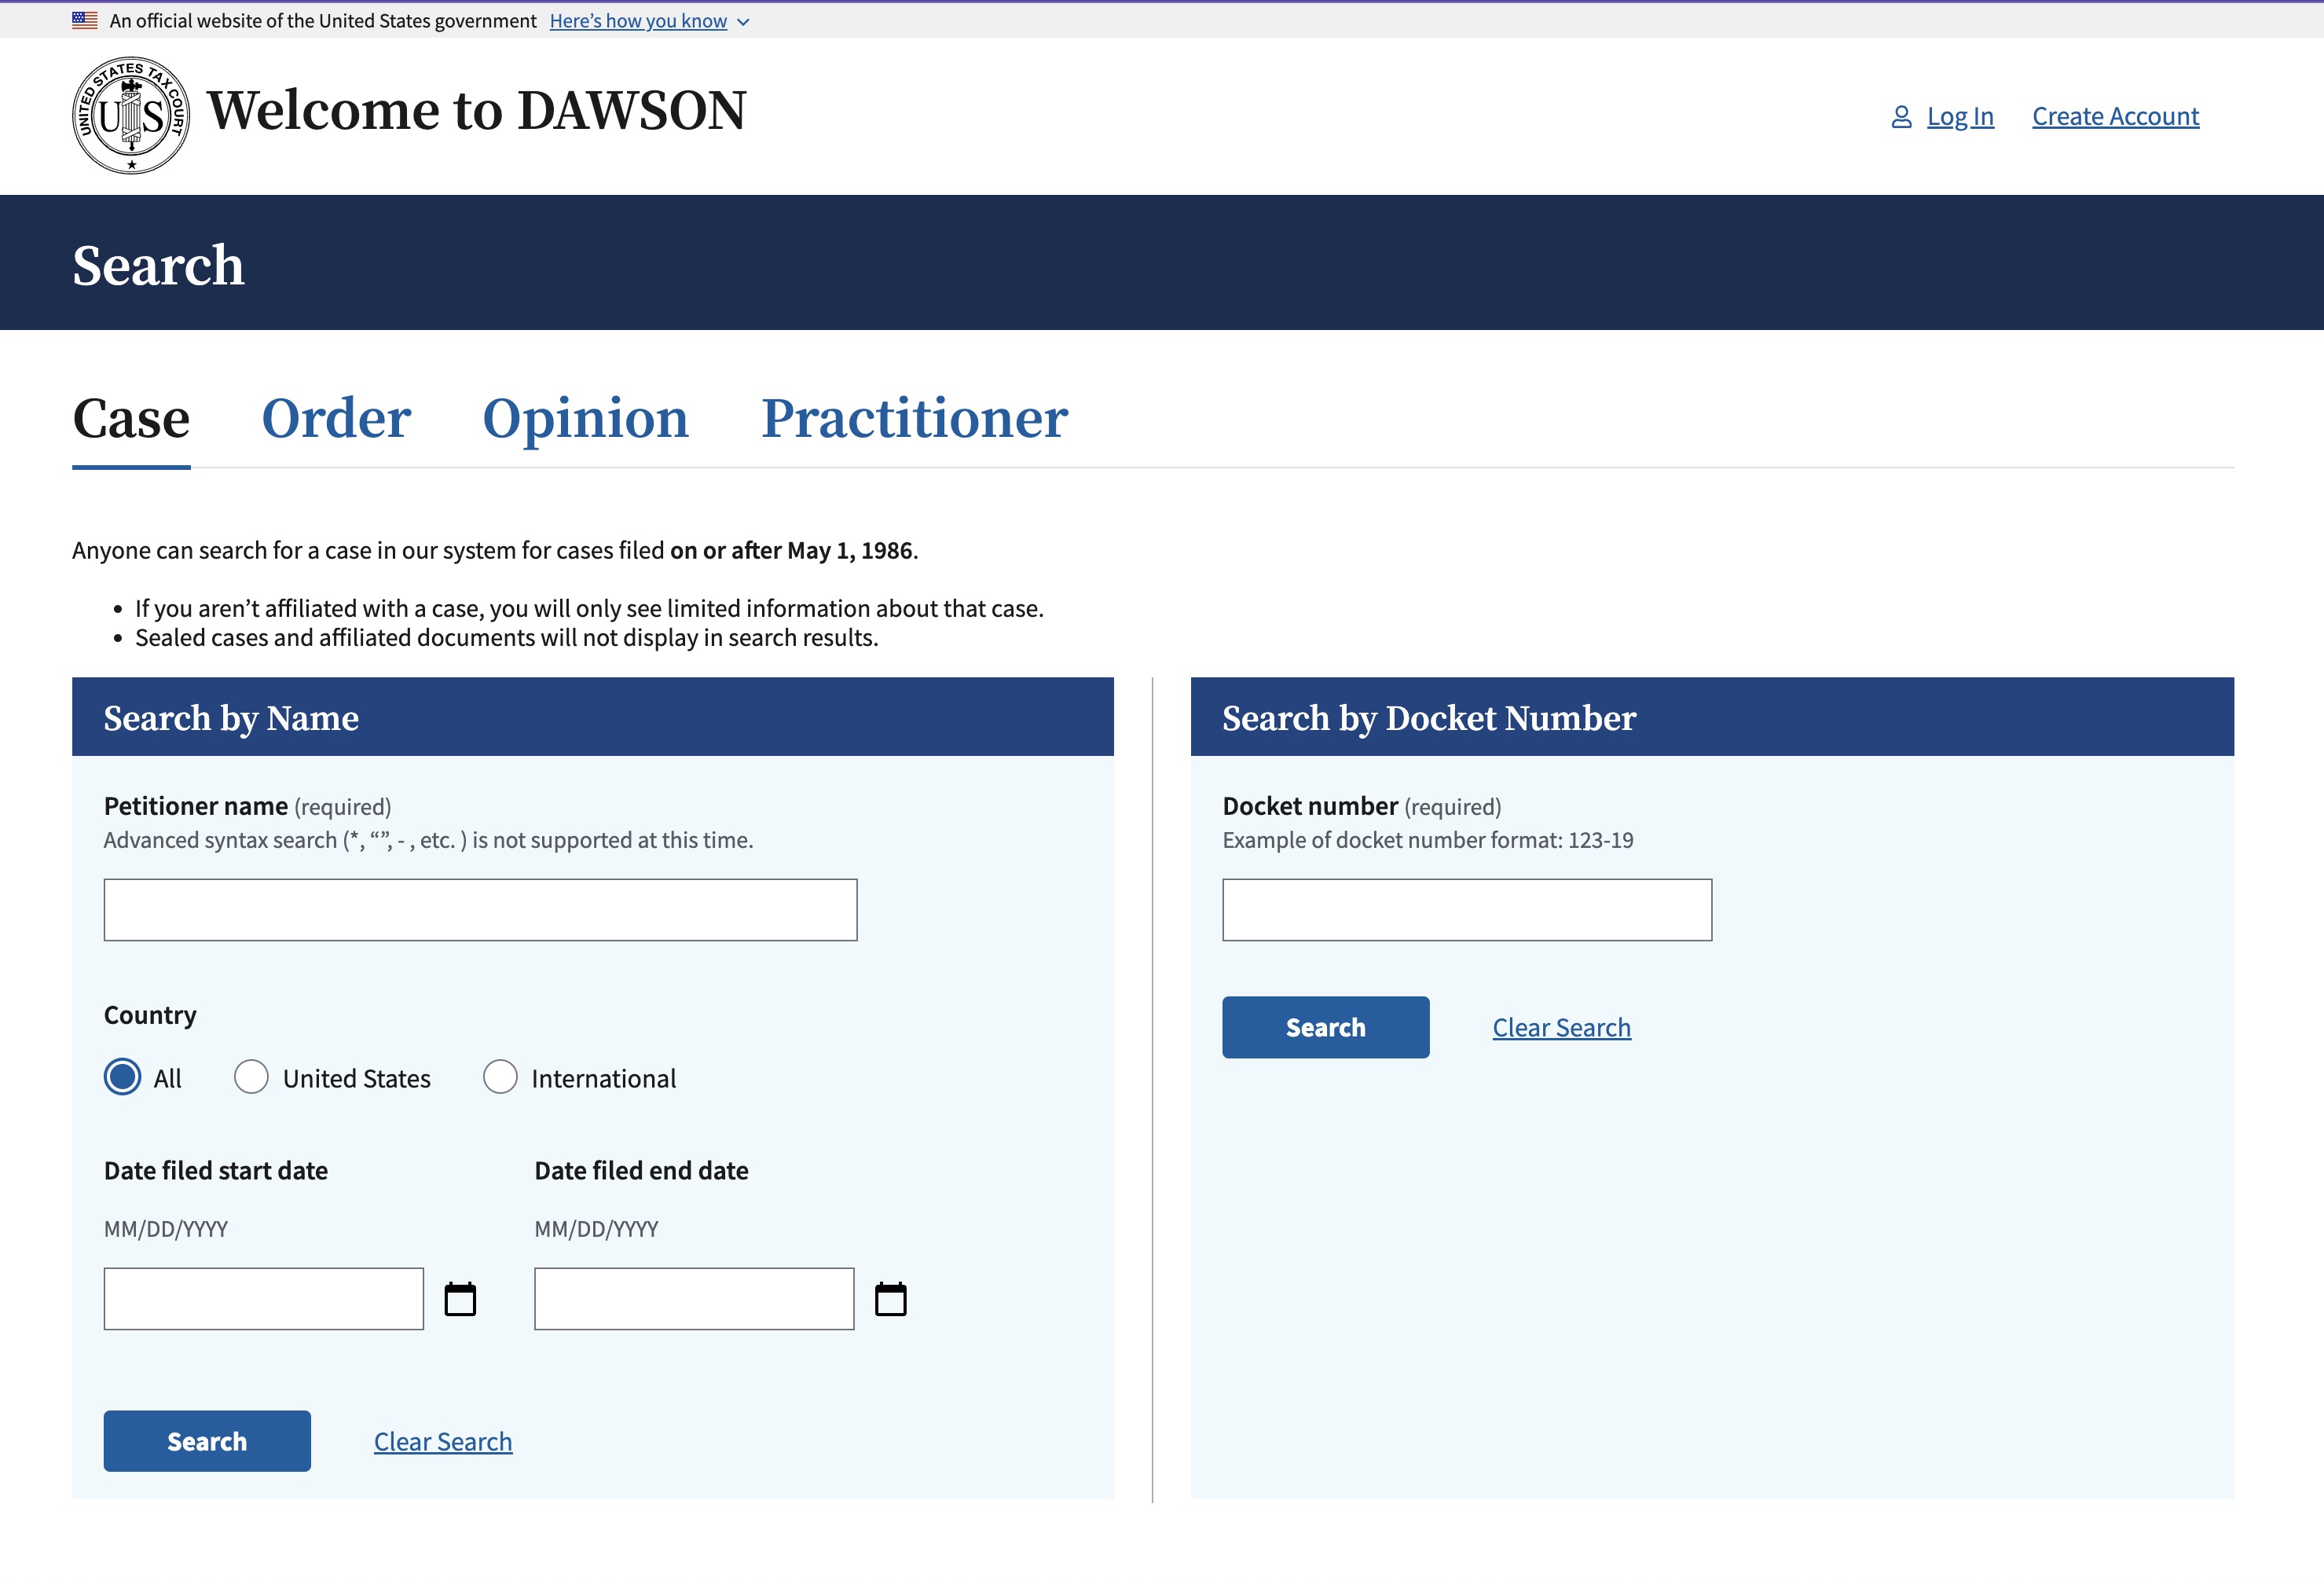 An official website of the United States government Here’s how you know
UNITED STATES TAX COURT
US
Welcome to DAWSON
Log In Create Account
Search
Case Order Opinion Practitioner
Anyone can search for a case in our system for cases filed on or after May 1, 1986.
• If you aren’t affiliated with a case, you will only see limited information about that case.
• Sealed cases and affiliated documents will not display in search results.
Search by Name
Petitioner name (required)
Advanced syntax search (*, “”, - , etc. ) is not supported at this time.
Country
All United States International
Date filed start date Date filed end date
MM/DD/YYYY MM/DD/YYYY
Search Clear Search
Search by Docket Number
Docket number (required)
Example of docket number format: 123-19
Search Clear Search